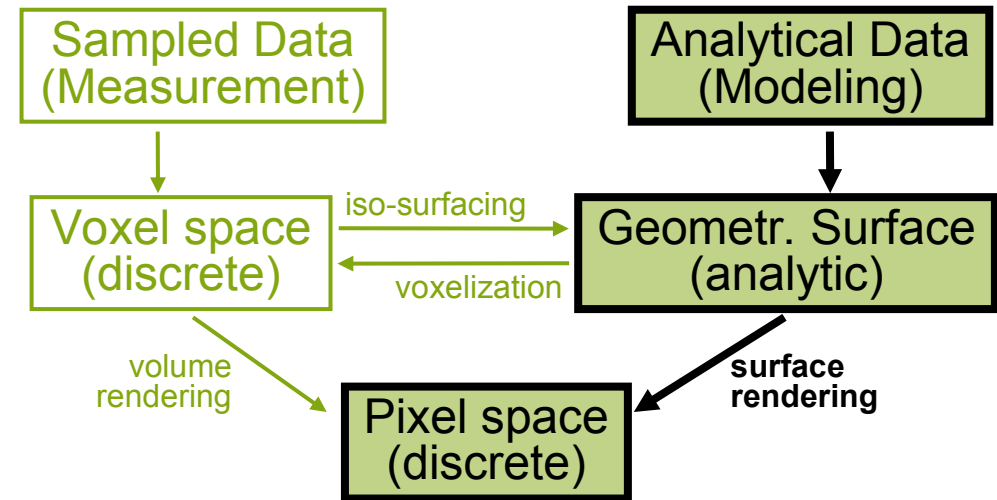 Sampled Data
(Measurement)
Analytical Data
(Modeling)
Voxel space
(discrete)
iso-surfacing
voxelization
Geometr. Surface
(analytic)
volume
rendering
surface
rendering
Pixel space
(discrete)